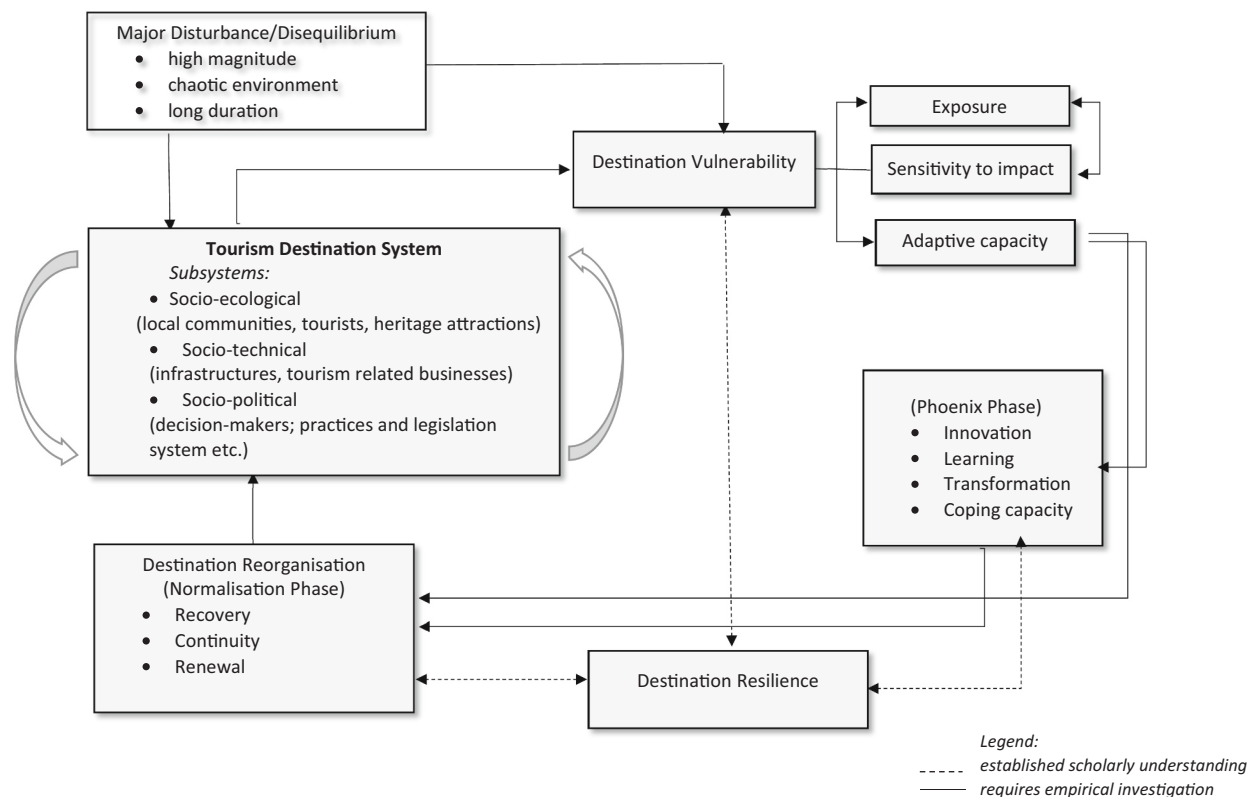 Major Disturbance/Disequilibrium
• high magnitude
• chaotic environment
• long duration
Destination Vulnerability
Exposure
Sensitivity to impact
Adaptive capacity
Tourism Destination System
Subsystems:
• Socio-ecological
(local communities, tourists, heritage attractions)
• Socio-technical
(infrastructures, tourism related businesses)
• Socio-political
(decision-makers; practices and legislation
system etc.)
(Phoenix Phase)
• Innovation
• Learning
• Transformation
• Coping capacity
Destination Reorganisation
(Normalisation Phase)
• Recovery
• Continuity
• Renewal
Destination Resilience
Legend:
established scholarly understanding
requires empirical investigation